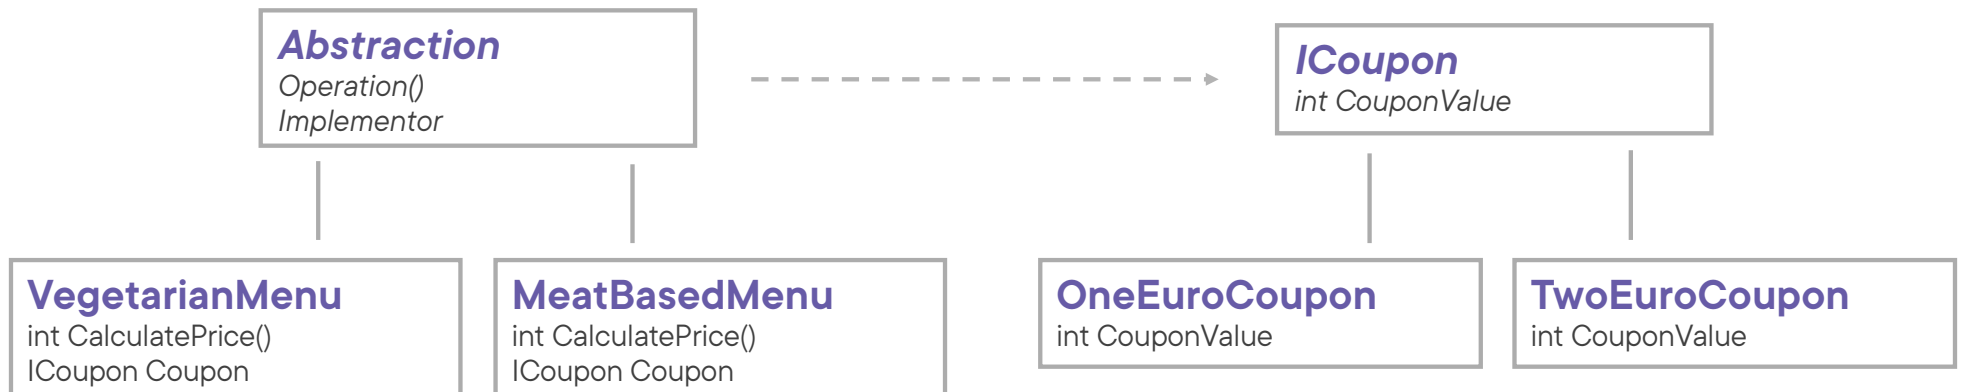 Abstraction
Operation()
Implementor
ICoupon
int CouponValue
VegetarianMenu
int CalculatePrice()
ICoupon Coupon
MeatBasedMenu
int CalculatePrice()
ICoupon Coupon
OneEuroCoupon
int CouponValue
TwoEuroCoupon
int CouponValue